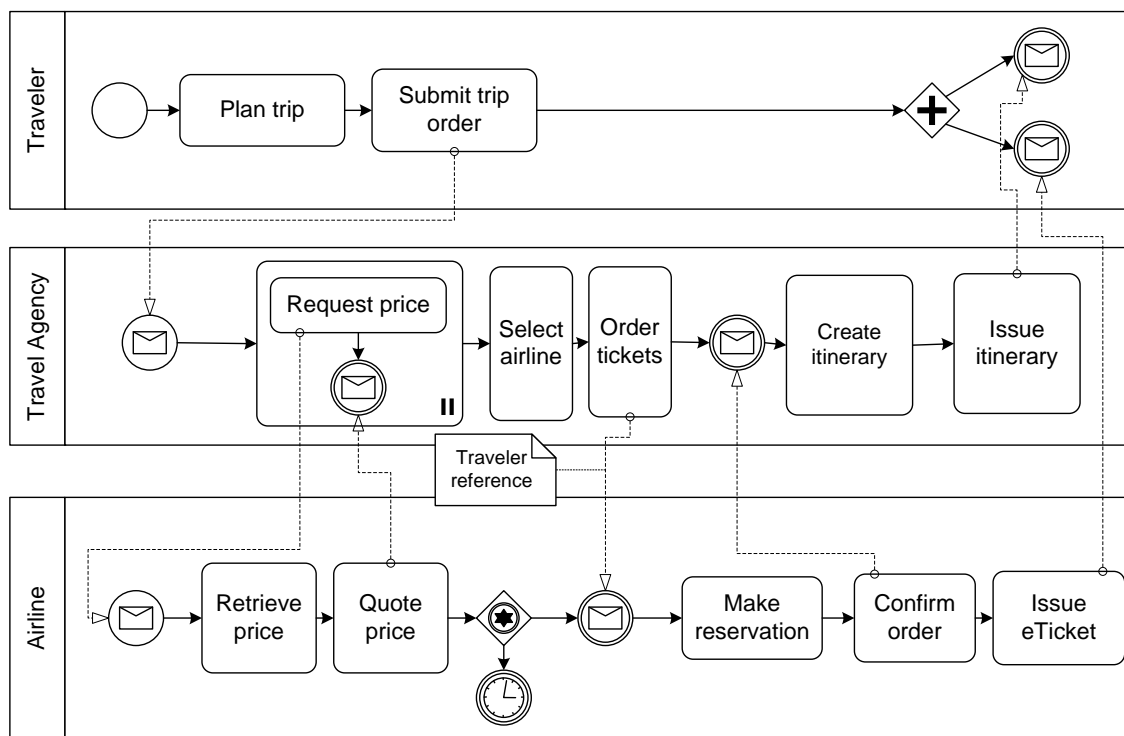 Traveler
Plan trip
Submit trip
order
Travel Agency
Request price
Select
airline
Order
tickets
Create
itinerary
Issue
itinerary
Traveler
reference
Airline
Retrieve
price
Quote
price
Make
reservation
Confirm
order
Issue
eTicket